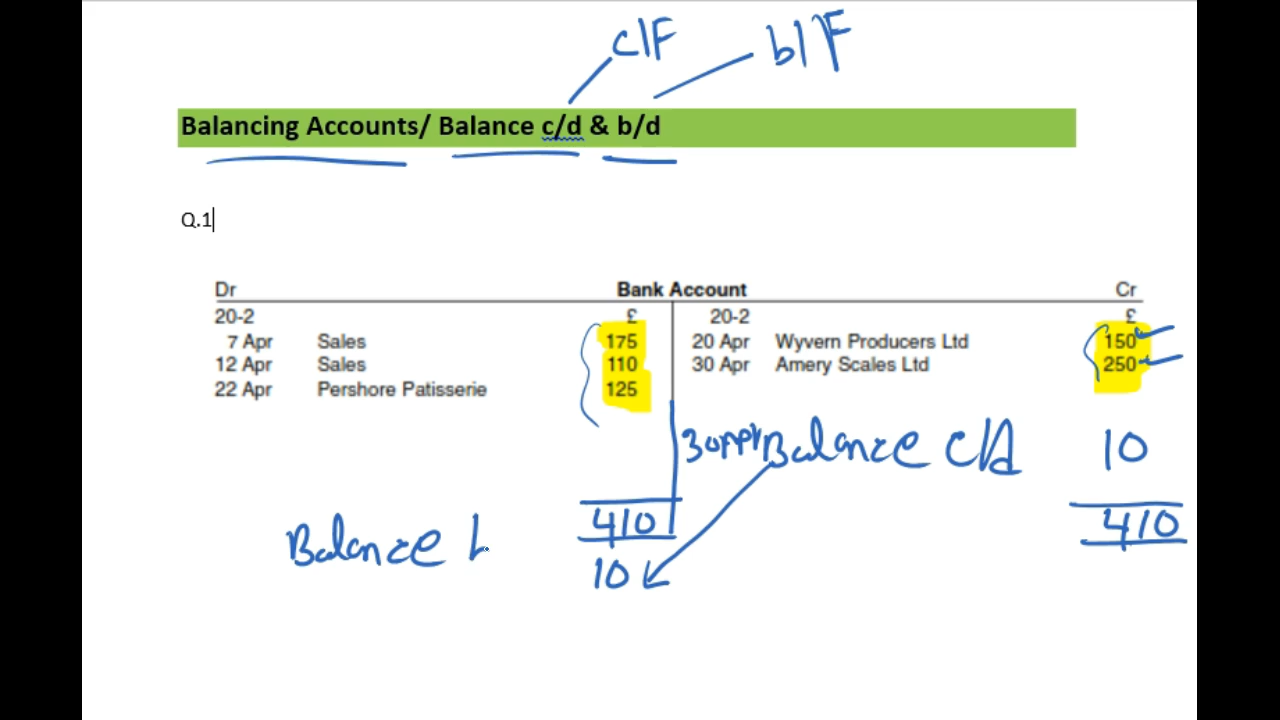 c/F b/F
Balancing Accounts/ Balance c/d & b/d
Q.1
Dr Bank Account Cr
20-2 £ 20-2 £
7 Apr Sales 175 20 Apr Wyvern Producers Ltd 150
12 Apr Sales 110 30 Apr Amery Scales Ltd 250
22 Apr Pershore Patisserie 125
Balance c/d 10
410 410
Balance
10